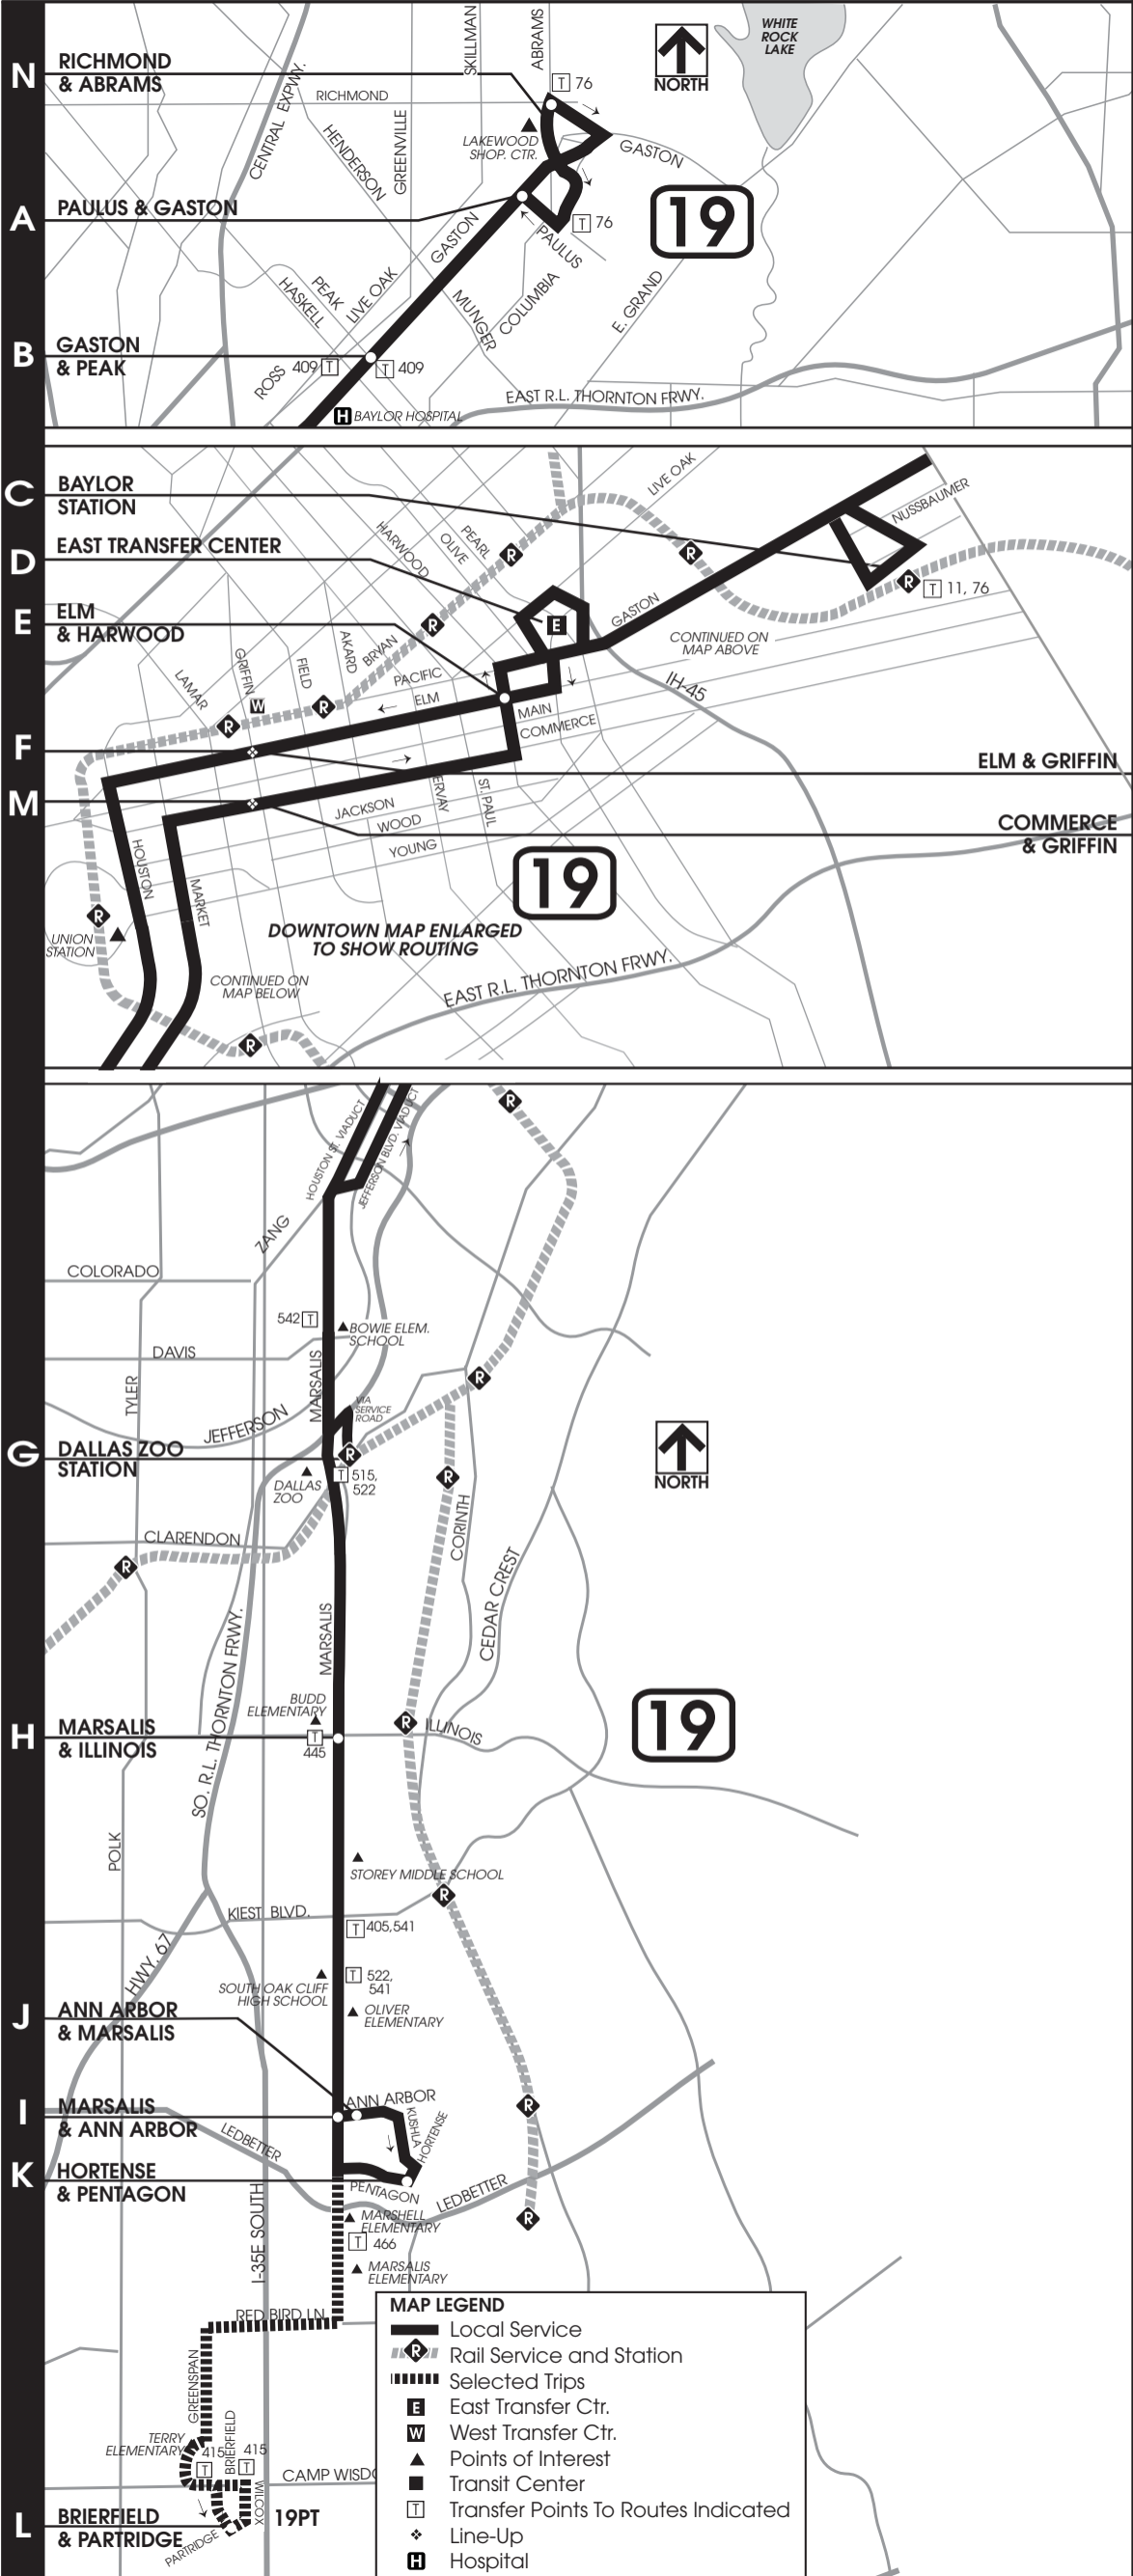 N
RICHMOND
& ABRAMS
SKILLMAN
ABRAMS
T 76
CENTRAL EXPWY.
RICHMOND
HENDERSON
GREENVILLE
LAKEWOOD
SHOP. CTR.
GASTON
NORTH
WHITE
ROCK
LAKE
A
PAULUS & GASTON
T 76
PAULUS
19
GASTON
LIVE OAK
PEAK
HASKELL
MUNGER
COLUMBIA
E. GRAND
B
GASTON
& PEAK
ROSS
409 T
T 409
H BAYLOR HOSPITAL
EAST R.L. THORNTON FRWY.
C
BAYLOR
STATION
LIVE OAK
NUSSBAUMER
D
EAST TRANSFER CENTER
HARWOOD
OLIVE
PEARL
R
R
R
T 11, 76
E
ELM
& HARWOOD
R
E
GASTON
CONTINUED ON
MAP ABOVE
IH-45
LAMAR
GRIFFIN
FIELD
AKARD
BRYAN
PACIFIC
ELM
MAIN
COMMERCE
W
R
R
F
ELM & GRIFFIN
M
COMMERCE
& GRIFFIN
ERVAY
ST. PAUL
JACKSON
WOOD
YOUNG
HOUSTON
MARKET
19
R
UNION
STATION
DOWNTOWN MAP ENLARGED
TO SHOW ROUTING
CONTINUED ON
MAP BELOW
EAST R.L. THORNTON FRWY.
R
HOUSTON ST. VIADUCT
JEFFERSON BLVD. VIADUCT
R
ZANG
COLORADO
542 T
BOWIE ELEM.
SCHOOL
DAVIS
TYLER
MARSALIS
R
VIA
SERVICE
ROAD
JEFFERSON
G
DALLAS ZOO
STATION
R
DALLAS
ZOO
T 515,
522
R
NORTH
CORINTH
CLARENDON
R
CEDAR CREST
MARSALIS
SO. R.L. THORNTON FRWY.
BUDD
ELEMENTARY
H
MARSALIS
& ILLINOIS
T
445
R
ILLINOIS
19
POLK
STOREY MIDDLE SCHOOL
R
KIEST BLVD.
T 405,541
HWY. 67
SOUTH OAK CLIFF
HIGH SCHOOL
T 522,
541
OLIVER
ELEMENTARY
J
ANN ARBOR
& MARSALIS
I
MARSALIS
& ANN ARBOR
ANN ARBOR
KUSHLA
HORTENSE
R
LEDBETTER
K
HORTENSE
& PENTAGON
PENTAGON
LEDBETTER
R
I-35E SOUTH
MARSHELL
ELEMENTARY
T 466
MARSALIS
ELEMENTARY
RED BIRD LN.
GREENSPAN
BRIERFIELD
TERRY
ELEMENTARY
415
T
415
T
CAMP WISDO
WILCOX
L
BRIERFIELD
& PARTRIDGE
PARTRIDGE
19PT
MAP LEGEND
Local Service
R Rail Service and Station
Selected Trips
E East Transfer Ctr.
W West Transfer Ctr.
Points of Interest
Transit Center
T Transfer Points To Routes Indicated
Line-Up
H Hospital